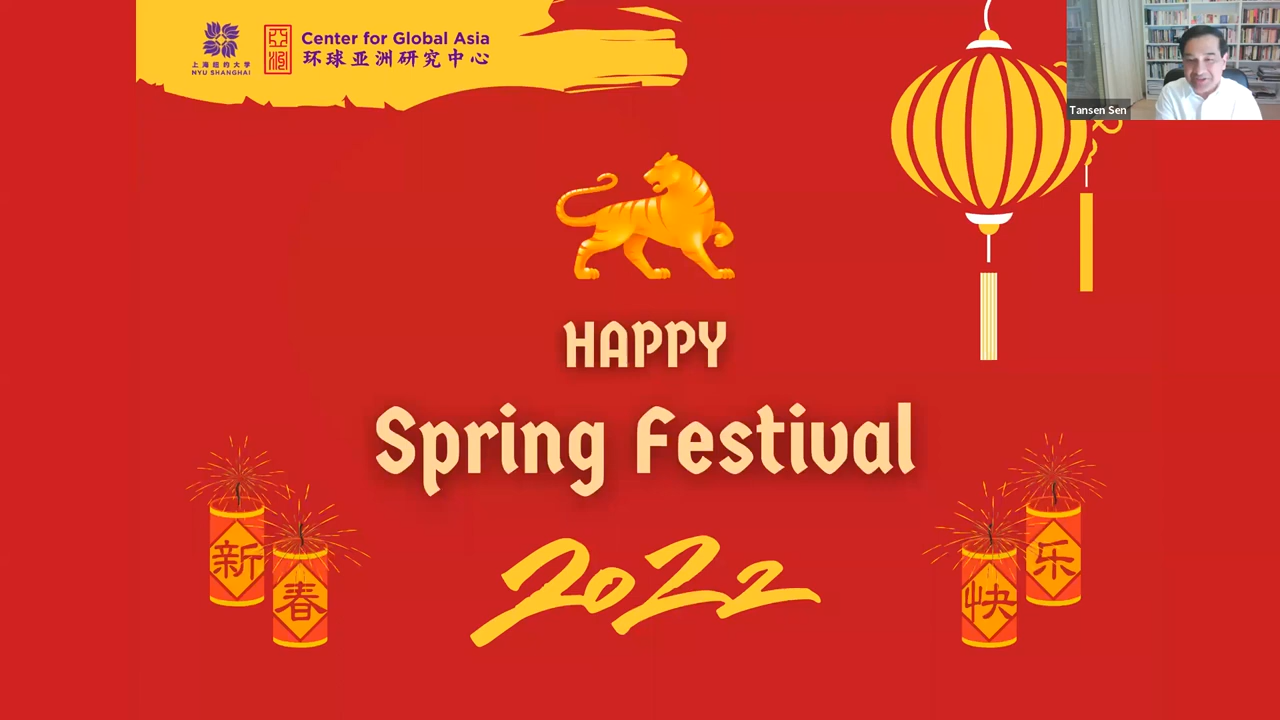 上海纽约大学
NYU SHANGHAI
Center for Global Asia
环球亚洲研究中心
Tansen Sen
HAPPY
Spring Festival
2022
新
春
快
乐